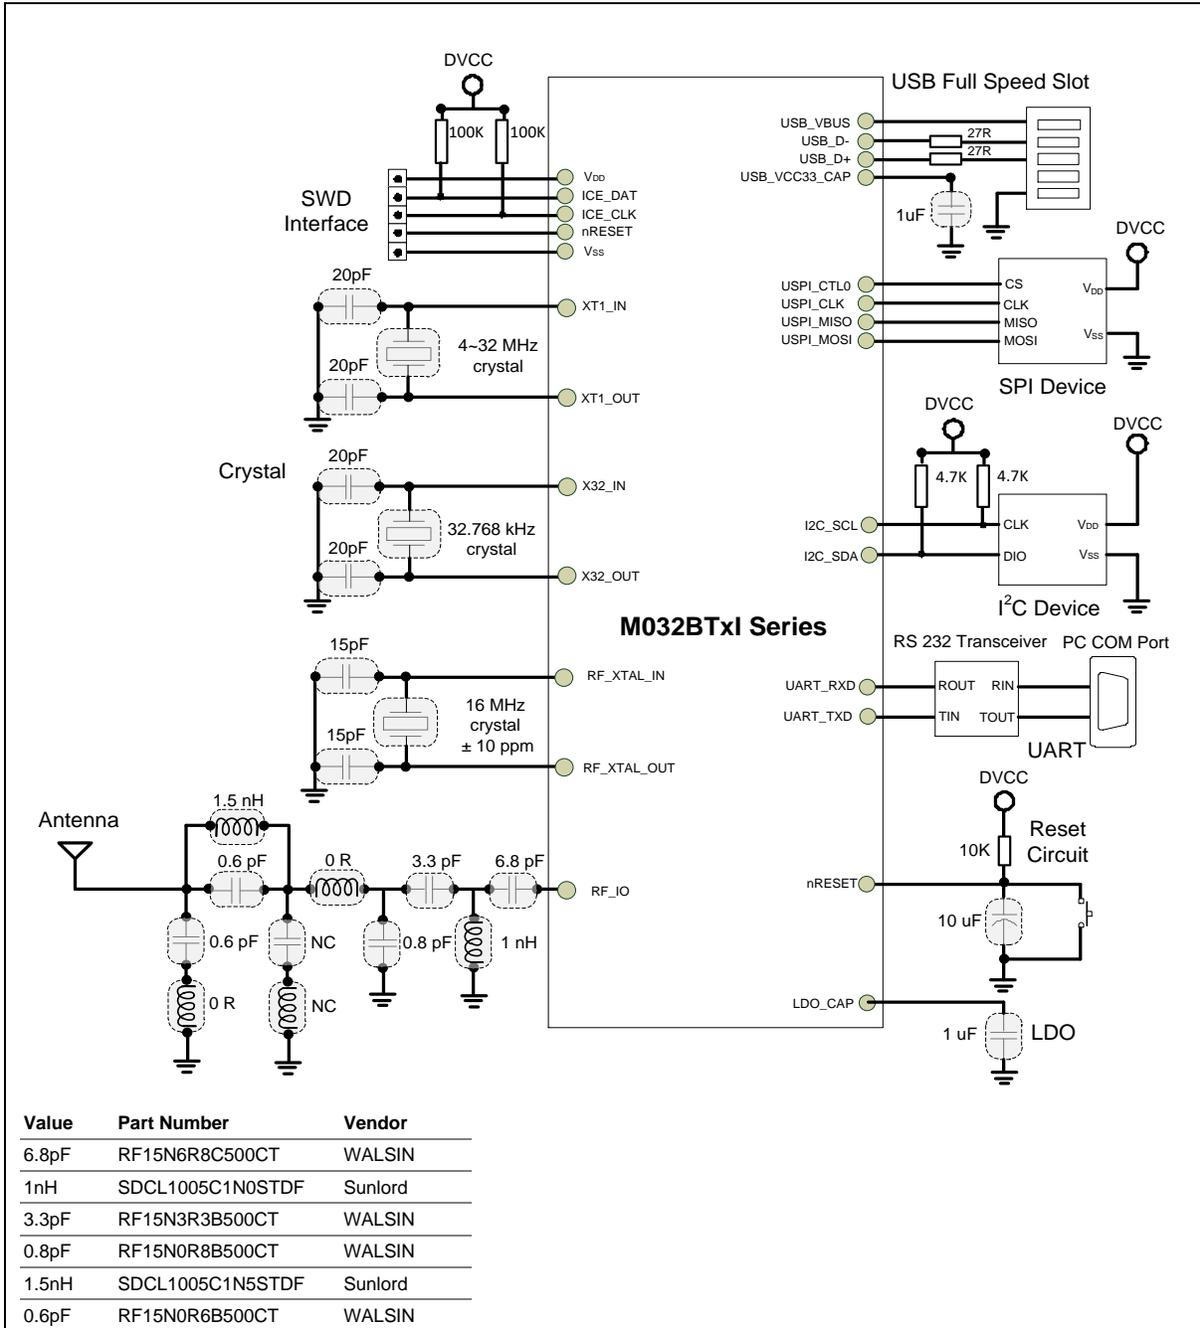 DVCC
100K
100K
SWD
Interface
VDD
ICE_DAT
ICE_CLK
nRESET
VSS
20pF
XT1_IN
4~32 MHz
crystal
20pF
XT1_OUT
Crystal
20pF
X32_IN
32.768 kHz
crystal
20pF
X32_OUT
15pF
RF_XTAL_IN
16 MHz
crystal
± 10 ppm
15pF
RF_XTAL_OUT
Antenna
1.5 nH
0.6 pF
0 R
3.3 pF
6.8 pF
RF_IO
0.6 pF
NC
0.8 pF
1 nH
0 R
NC
M032BTxI Series
USB Full Speed Slot
USB_VBUS
USB_D-
27R
USB_D+
27R
USB_VCC33_CAP
1uF
DVCC
USPI_CTL0
USPI_CLK
USPI_MISO
USPI_MOSI
CS
CLK
MISO
MOSI
VDD
VSS
SPI Device
DVCC
DVCC
4.7K
4.7K
I2C_SCL
I2C_SDA
CLK
DIO
VDD
VSS
I2C Device
RS 232 Transceiver
PC COM Port
UART_RXD
UART_TXD
ROUT
RIN
TIN
TOUT
UART
DVCC
10K
Reset
Circuit
nRESET
10 uF
LDO_CAP
1 uF
LDO
Value Part Number Vendor
6.8pF RF15N6R8C500CT WALSIN
1nH SDCL1005C1N0STDF Sunlord
3.3pF RF15N3R3B500CT WALSIN
0.8pF RF15N0R8B500CT WALSIN
1.5nH SDCL1005C1N5STDF Sunlord
0.6pF RF15N0R6B500CT WALSIN